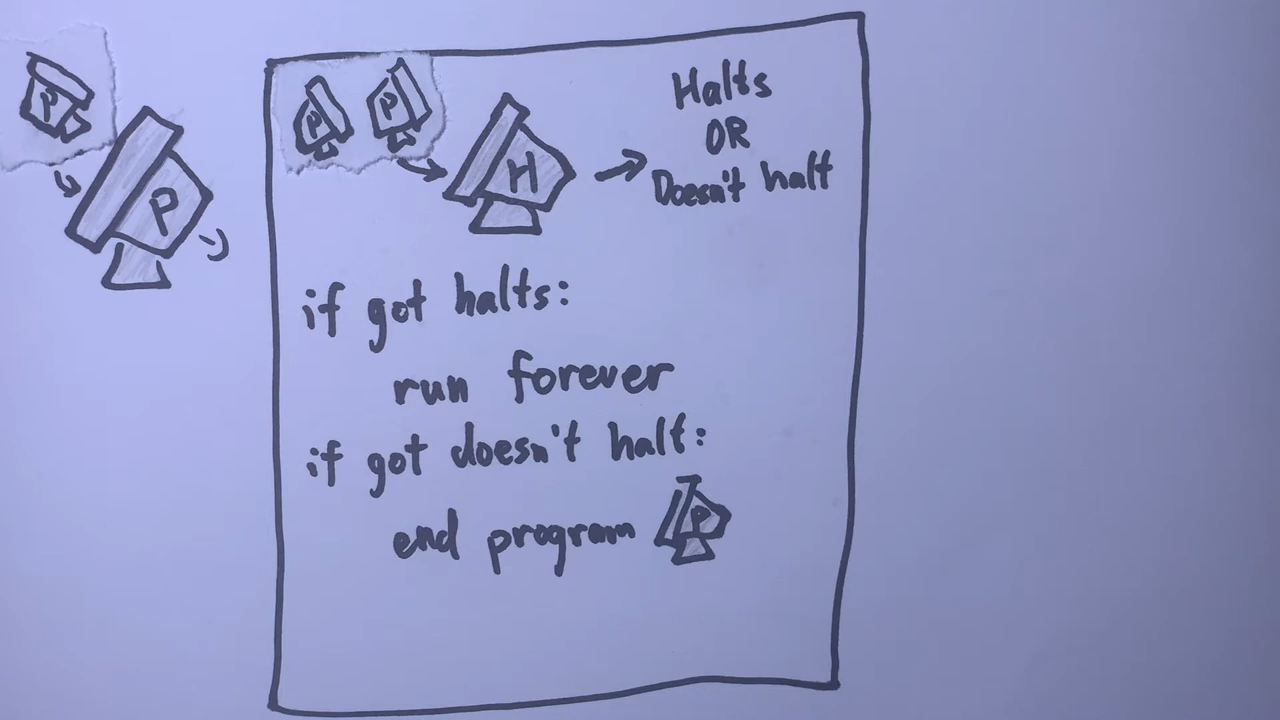 P
P
P P
H
Halts
OR
Doesn't halt
if got halts:
run forever
if got doesn't halt:
end program P